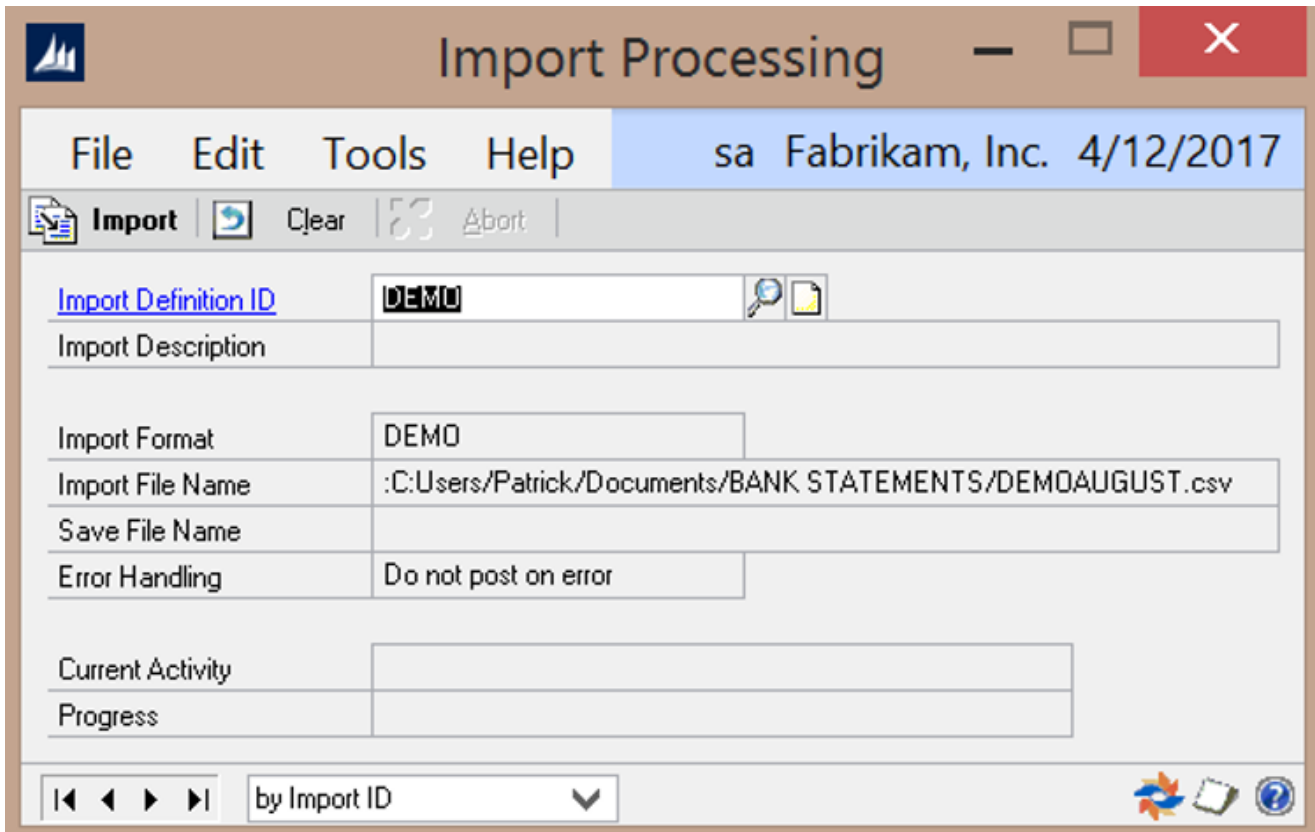 Import Processing
File Edit Tools Help sa Fabrikam, Inc. 4/12/2017
Import Clear Abort
Import Definition ID DEMO
Import Description
Import Format DEMO
Import File Name :C:Users/Patrick/Documents/BANK STATEMENTS/DEMOAUGUST.csv
Save File Name
Error Handling Do not post on error
Current Activity
Progress
by Import ID